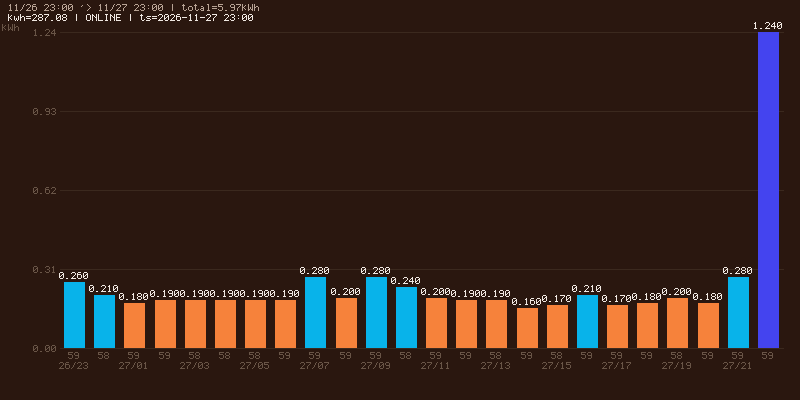 11/26 23:00 -> 11/27 23:00 | total=5.97kWh
Kwh=287.08 | ONLINE | ts=2026-11-27 23:00
kWh
1.240
1.24
0.93
0.62
0.31
0.260 0.210 0.180 0.190 0.190 0.190 0.190 0.190 0.280 0.200 0.280 0.240 0.200 0.190 0.190 0.160 0.170 0.210 0.170 0.180 0.200 0.180 0.280
0.00
59 58 59 59 58 58 58 59 59 59 59 58 59 59 58 59 58 59 59 59 58 59 59 59
26/23 27/01 27/03 27/05 27/07 27/09 27/11 27/13 27/15 27/17 27/19 27/21